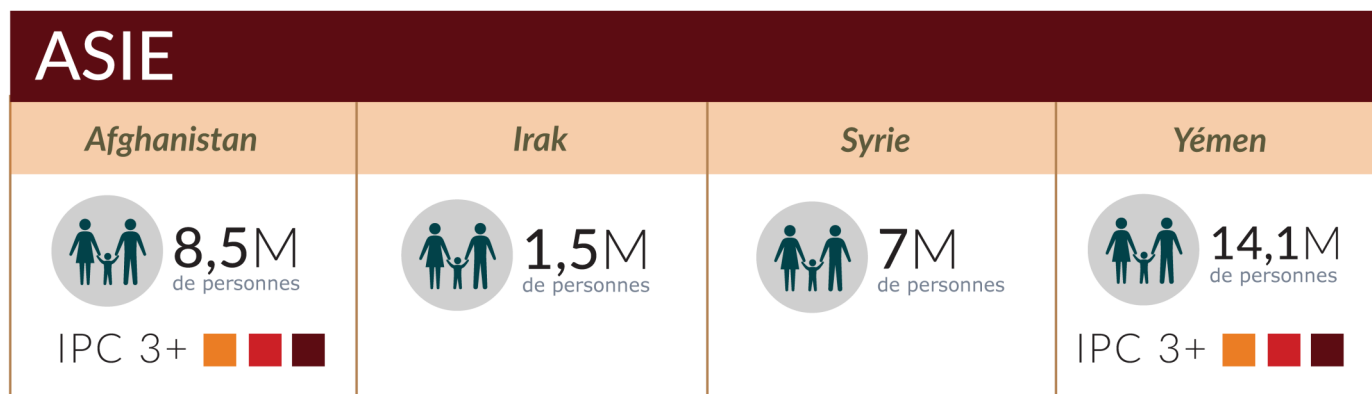 ASIE
Afghanistan
Irak
Syrie
Yémen
8,5M
de personnes
1,5M
de personnes
7M
de personnes
14,1M
de personnes
IPC 3+
IPC 3+